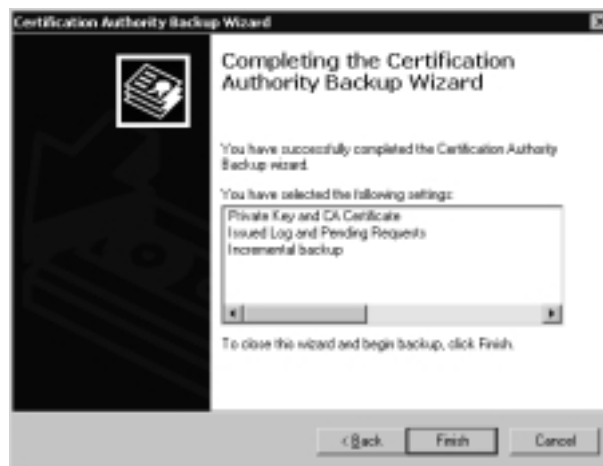 Certification Authority Backup Wizard
Completing the Certification
Authority Backup Wizard
You have successfully completed the Certification Authority
Backup wizard.
You have selected the following settings:
Private Key and CA Certificate
Issued Log and Pending Requests
Incremental backup
To close this wizard and begin backup, click Finish.
< Back
Finish
Cancel